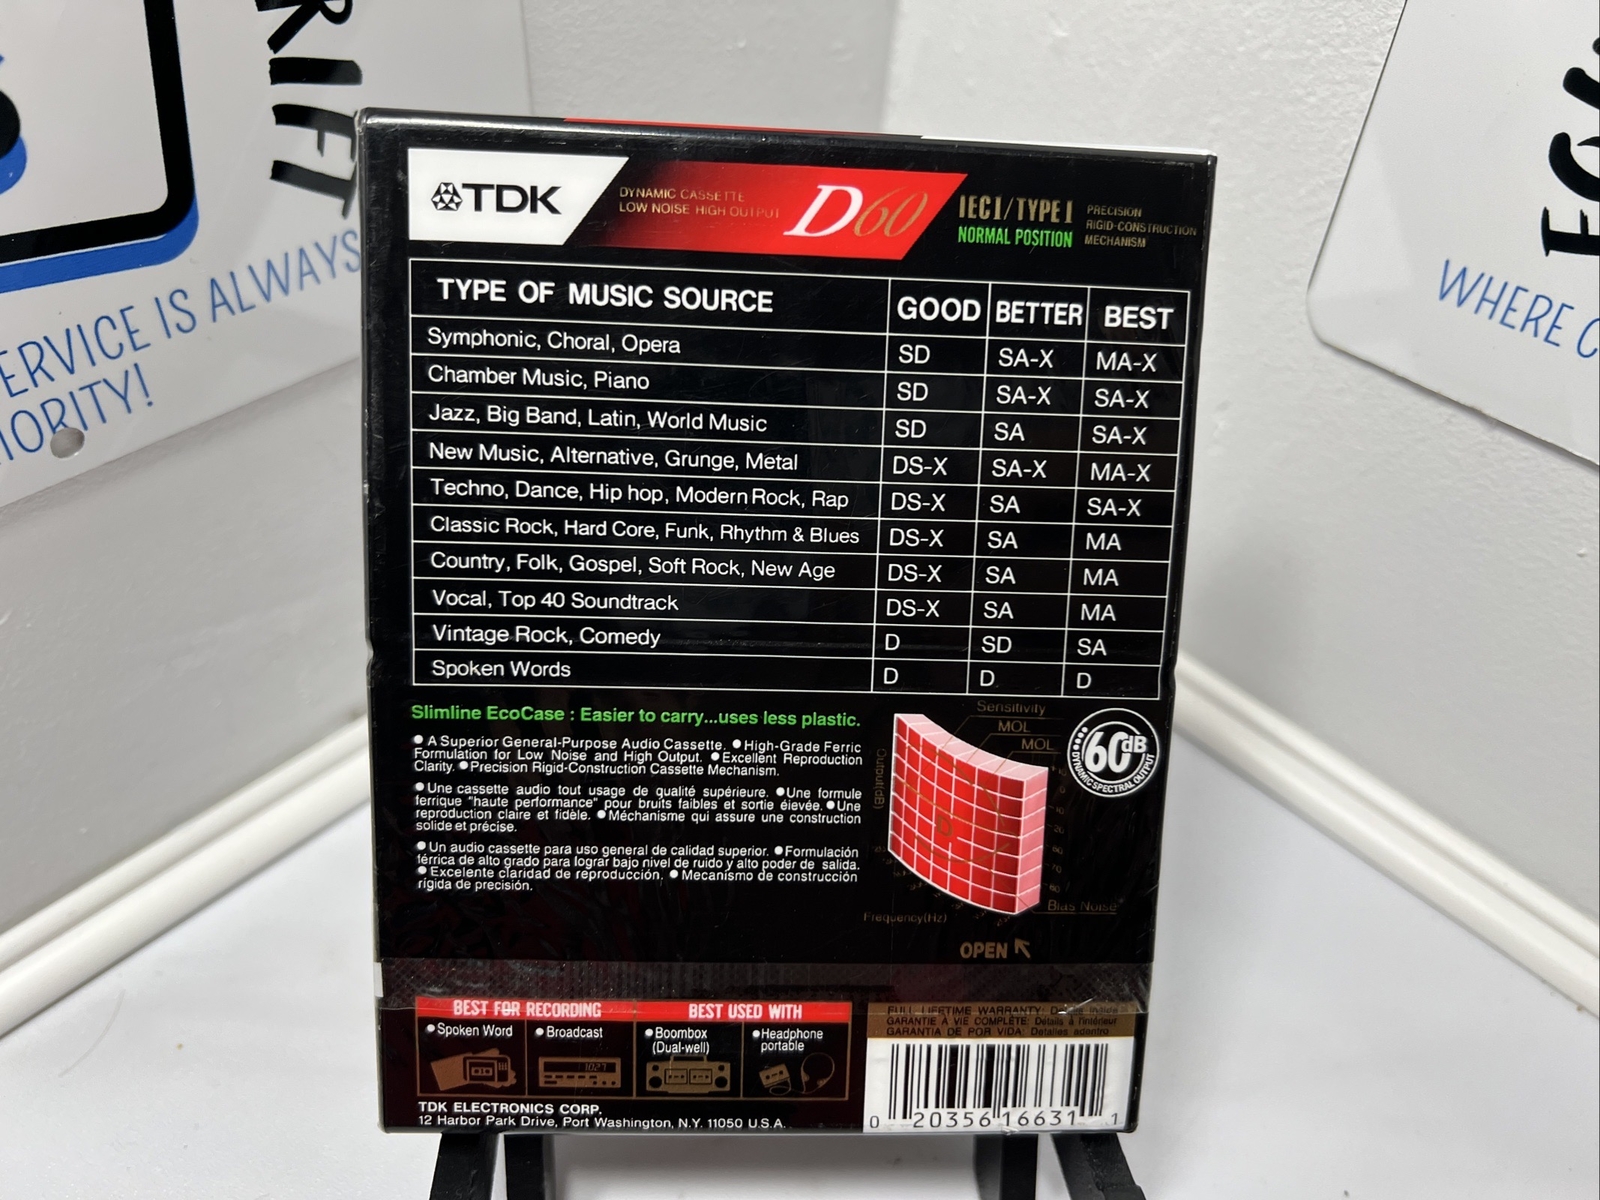 RIFT
SERVICE IS ALWAYS
PRIORITY!
WHERE
TDK
DYNAMIC CASSETTE
LOW NOISE HIGH OUTPUT
D60
IECI/TYPEI
NORMAL POSITION
PRECISION
RIGID-CONSTRUCTION
MECHANISM
TYPE OF MUSIC SOURCE GOOD BETTER BEST
Symphonic, Choral, Opera SD SA-X MA-X
Chamber Music, Piano SD SA-X SA-X
Jazz, Big Band, Latin, World Music SD SA SA-X
New Music, Alternative, Grunge, Metal DS-X SA-X MA-X
Techno, Dance, Hip hop, Modern Rock, Rap DS-X SA SA-X
Classic Rock, Hard Core, Funk, Rhythm & Blues DS-X SA MA
Country, Folk, Gospel, Soft Rock, New Age DS-X SA MA
Vocal, Top 40 Soundtrack DS-X SA MA
Vintage Rock, Comedy D SD SA
Spoken Words D D D
Slimline EcoCase : Easier to carry...uses less plastic.
● A Superior General-Purpose Audio Cassette. ● High-Grade Ferric
Formulation for Low Noise and High Output. ● Excellent Reproduction
Clarity. ● Precision Rigid-Construction Cassette Mechanism.
● Une cassette audio tout usage de qualité supérieure. ● Une formule
ferrique "haute performance" pour bruits faibles et sortie élevée. ● Une
reproduction claire et fidèle. ● Méchanisme qui assure une construction
solide et précise.
● Un audio cassette para uso general de calidad superior. ● Formulación
férrica de alto grado para lograr bajo nivel de ruido y alto poder de salida.
● Excelente claridad de reproducción. ● Mecanismo de construcción
rígida de precisión.
Sensitivity
MOL
MOL
Output(dB)
D
Bias Noise
Frequency(Hz)
60dB
DYNAMIC SPECTRAL OUTPUT
OPEN
BEST FOR RECORDING BEST USED WITH
● Spoken Word ● Broadcast ● Boombox
(Dual-well) ● Headphone
portable
1027
TDK ELECTRONICS CORP.
12 Harbor Park Drive, Port Washington, N.Y. 11050 U.S.A.
FULL LIFETIME WARRANTY: Details Inside
GARANTIE À VIE COMPLÈTE: Détails à l'intérieur
GARANTIA DE POR VIDA: Detalles adentro
0 20356 16631 1